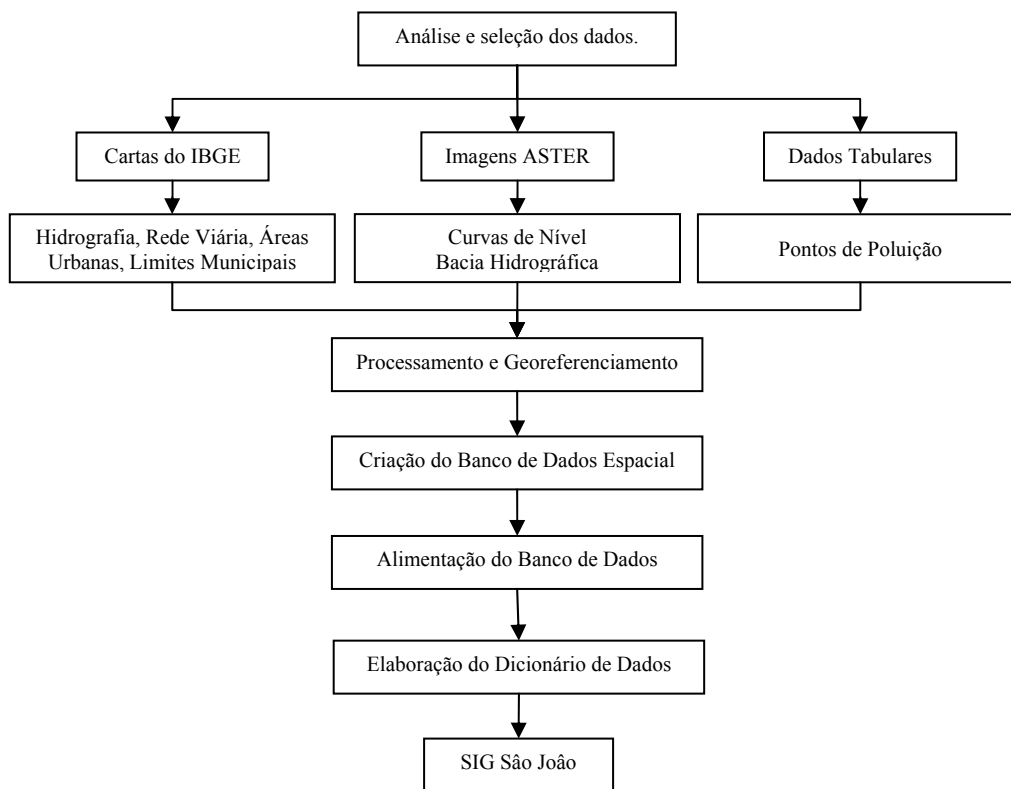 Análise e seleção dos dados.
Cartas do IBGE
Imagens ASTER
Dados Tabulares
Hidrografia, Rede Viária, Áreas
Urbanas, Limites Municipais
Curvas de Nível
Bacia Hidrográfica
Pontos de Poluição
Processamento e Georeferenciamento
Criação do Banco de Dados Espacial
Alimentação do Banco de Dados
Elaboração do Dicionário de Dados
SIG Sâo Joâo